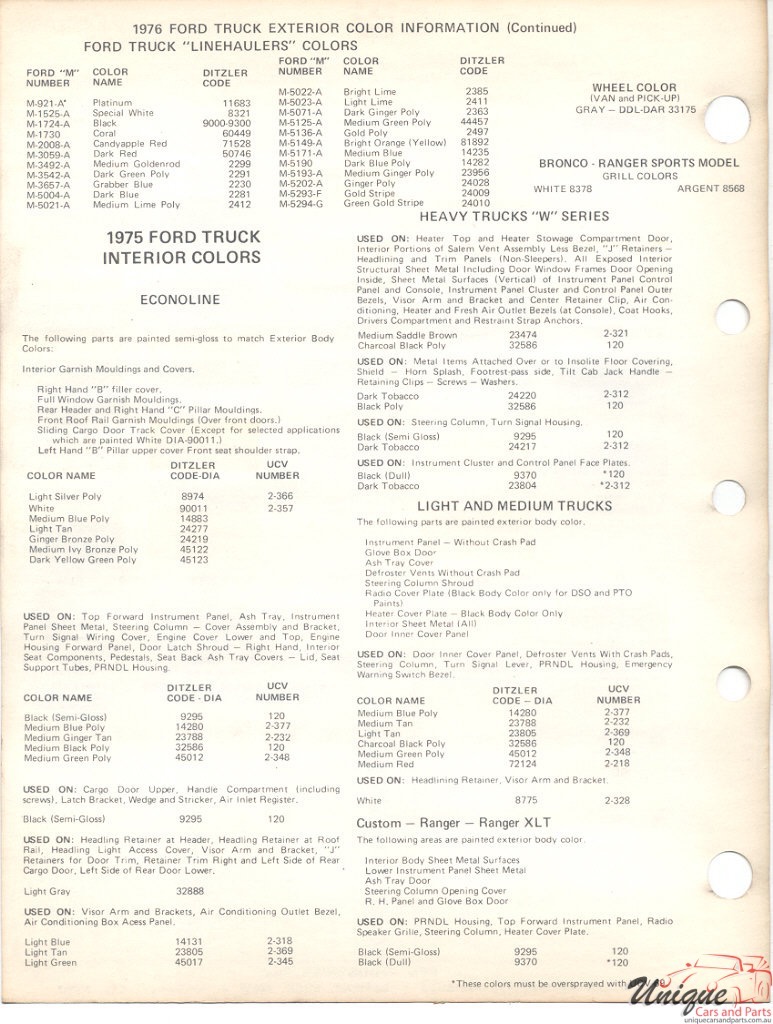 1976 FORD TRUCK EXTERIOR COLOR INFORMATION (Continued)
FORD TRUCK "LINEHAULERS" COLORS
FORD "M" NUMBER COLOR NAME DITZLER CODE
M-921-A* Platinum 11683
M-1525-A Special White 8321
M-1724-A Black 9000-9300
M-1730 Coral 60449
M-2008-A Candyapple Red 71528
M-3059-A Dark Red 50746
M-3492-A Medium Goldenrod 2299
M-3542-A Dark Green Poly 2291
M-3657-A Grabber Blue 2230
M-5004-A Dark Blue 2281
M-5021-A Medium Lime Poly 2412
FORD "M" NUMBER COLOR NAME DITZLER CODE
M-5022-A Bright Lime 2385
M-5023-A Light Lime 2411
M-5071-A Dark Ginger Poly 2363
M-5125-A Medium Green Poly 44457
M-5136-A Gold Poly 2497
M-5149-A Bright Orange (Yellow) 81892
M-5171-A Medium Blue 14235
M-5190 Dark Blue Poly 14282
M-5193-A Medium Ginger Poly 23956
M-5202-A Ginger Poly 24028
M-5293-F Gold Stripe 24009
M-5294-G Green Gold Stripe 24010
WHEEL COLOR
(VAN and PICK-UP)
GRAY — DDL-DAR 33175
BRONCO - RANGER SPORTS MODEL
GRILL COLORS
WHITE 8378 ARGENT 8568
1975 FORD TRUCK
INTERIOR COLORS
ECONOLINE
The following parts are painted semi-gloss to match Exterior Body
Colors:
Interior Garnish Mouldings and Covers.
Right Hand "B" filler cover.
Full Window Garnish Mouldings.
Rear Header and Right Hand "C" Pillar Mouldings.
Front Roof Rail Garnish Mouldings (Over front doors.)
Sliding Cargo Door Track Cover (Except for selected applications
which are painted White DIA-90011.)
Left Hand "B" Pillar upper cover Front seat shoulder strap.
COLOR NAME DITZLER CODE-DIA UCV NUMBER
Light Silver Poly 8974 2-366
White 90011 2-357
Medium Blue Poly 14883
Light Tan 24277
Ginger Bronze Poly 24219
Medium Ivy Bronze Poly 45122
Dark Yellow Green Poly 45123
USED ON: Top Forward Instrument Panel, Ash Tray, Instrument
Panel Sheet Metal, Steering Column — Cover Assembly and Bracket,
Turn Signal Wiring Cover, Engine Cover Lower and Top, Engine
Housing Forward Panel, Door Latch Shroud — Right Hand, Interior
Seat Components, Pedestals, Seat Back Ash Tray Covers — Lid, Seat
Support Tubes, PRNDL Housing.
COLOR NAME DITZLER CODE - DIA UCV NUMBER
Black (Semi-Gloss) 9295 120
Medium Blue Poly 14280 2-377
Medium Ginger Tan 23788 2-232
Medium Black Poly 32586 120
Medium Green Poly 45012 2-348
USED ON: Cargo Door Upper, Handle Compartment (including
screws), Latch Bracket, Wedge and Stricker, Air Inlet Register.
Black (Semi-Gloss) 9295 120
USED ON: Headling Retainer at Header, Headling Retainer at Roof
Rail, Headling Light Access Cover, Visor Arm and Bracket, "J"
Retainers for Door Trim, Retainer Trim Right and Left Side of Rear
Cargo Door, Left Side of Rear Door Lower.
Light Gray 32888
USED ON: Visor Arm and Brackets, Air Conditioning Outlet Bezel,
Air Conditioning Box Acess Panel.
Light Blue 14131 2-318
Light Tan 23805 2-369
Light Green 45017 2-345
HEAVY TRUCKS "W" SERIES
USED ON: Heater Top and Heater Stowage Compartment Door,
Interior Portions of Salem Vent Assembly Less Bezel, "J" Retainers —
Headlining and Trim Panels (Non-Sleepers). All Exposed Interior
Structural Sheet Metal Including Door Window Frames Door Opening
Inside, Sheet Metal Surfaces (Vertical) of Instrument Panel Control
Panel and Console, Instrument Panel Cluster and Control Panel Outer
Bezels, Visor Arm and Bracket and Center Retainer Clip, Air Con-
ditioning, Heater and Fresh Air Outlet Bezels (at Console), Coat Hooks,
Drivers Compartment and Restraint Strap Anchors.
Medium Saddle Brown 23474 2-321
Charcoal Black Poly 32586 120
USED ON: Metal Items Attached Over or to Insolite Floor Covering,
Shield — Horn Splash, Footrest-pass side, Tilt Cab Jack Handle —
Retaining Clips — Screws — Washers.
Dark Tobacco 24220 2-312
Black Poly 32586 120
USED ON: Steering Column, Turn Signal Housing.
Black (Semi Gloss) 9295 120
Dark Tobacco 24217 2-312
USED ON: Instrument Cluster and Control Panel Face Plates.
Black (Dull) 9370 *120
Dark Tobacco 23804 *2-312
LIGHT AND MEDIUM TRUCKS
The following parts are painted exterior body color.
Instrument Panel — Without Crash Pad
Glove Box Door
Ash Tray Cover
Defroster Vents Without Crash Pad
Steering Column Shroud
Radio Cover Plate (Black Body Color only for DSO and PTO
Paints)
Heater Cover Plate — Black Body Color Only
Interior Sheet Metal (All)
Door Inner Cover Panel
USED ON: Door Inner Cover Panel, Defroster Vents With Crash Pads,
Steering Column, Turn Signal Lever, PRNDL Housing, Emergency
Warning Switch Bezel.
COLOR NAME DITZLER CODE — DIA UCV NUMBER
Medium Blue Poly 14280 2-377
Medium Tan 23788 2-232
Light Tan 23805 2-369
Charcoal Black Poly 32586 120
Medium Green Poly 45012 2-348
Medium Red 72124 2-218
USED ON: Headlining Retainer, Visor Arm and Bracket.
White 8775 2-328
Custom — Ranger — Ranger XLT
The following areas are painted exterior body color.
Interior Body Sheet Metal Surfaces
Lower Instrument Panel Sheet Metal
Ash Tray Door
Steering Column Opening Cover
R. H. Panel and Glove Box Door
USED ON: PRNDL Housing, Top Forward Instrument Panel, Radio
Speaker Grille, Steering Column, Heater Cover Plate.
Black (Semi-Gloss) 9295 120
Black (Dull) 9370 *120
*These colors must be oversprayed with
Unique
Cars and Parts
uniquecarsandparts.com.au